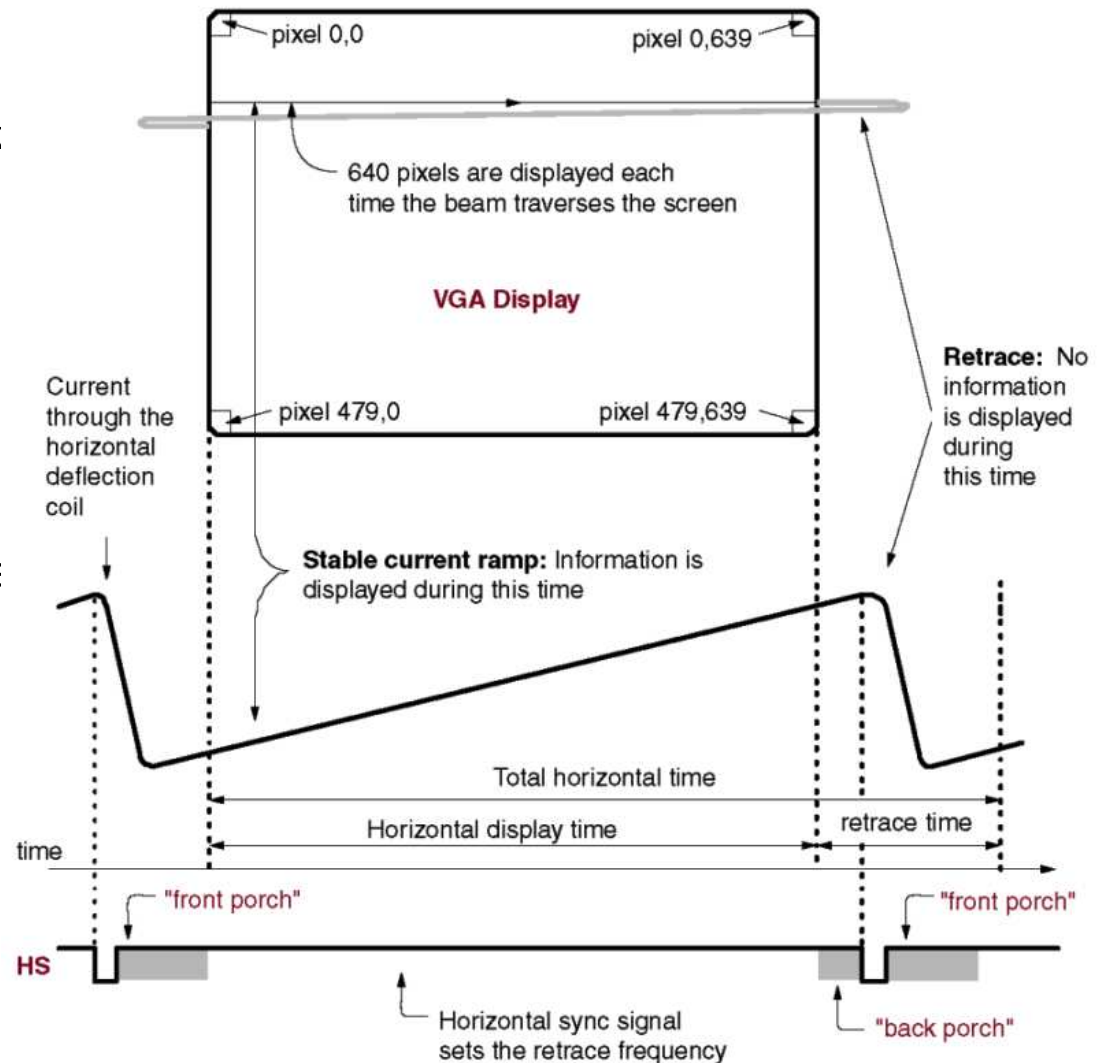 pixel 0,0
pixel 0,639
640 pixels are displayed each
time the beam traverses the screen
VGA Display
pixel 479,0
pixel 479,639
Current
through the
horizontal
deflection
coil
Retrace: No
information
is displayed
during
this time
Stable current ramp: Information is
displayed during this time
Total horizontal time
Horizontal display time
retrace time
time
"front porch"
"front porch"
HS
Horizontal sync signal
sets the retrace frequency
"back porch"